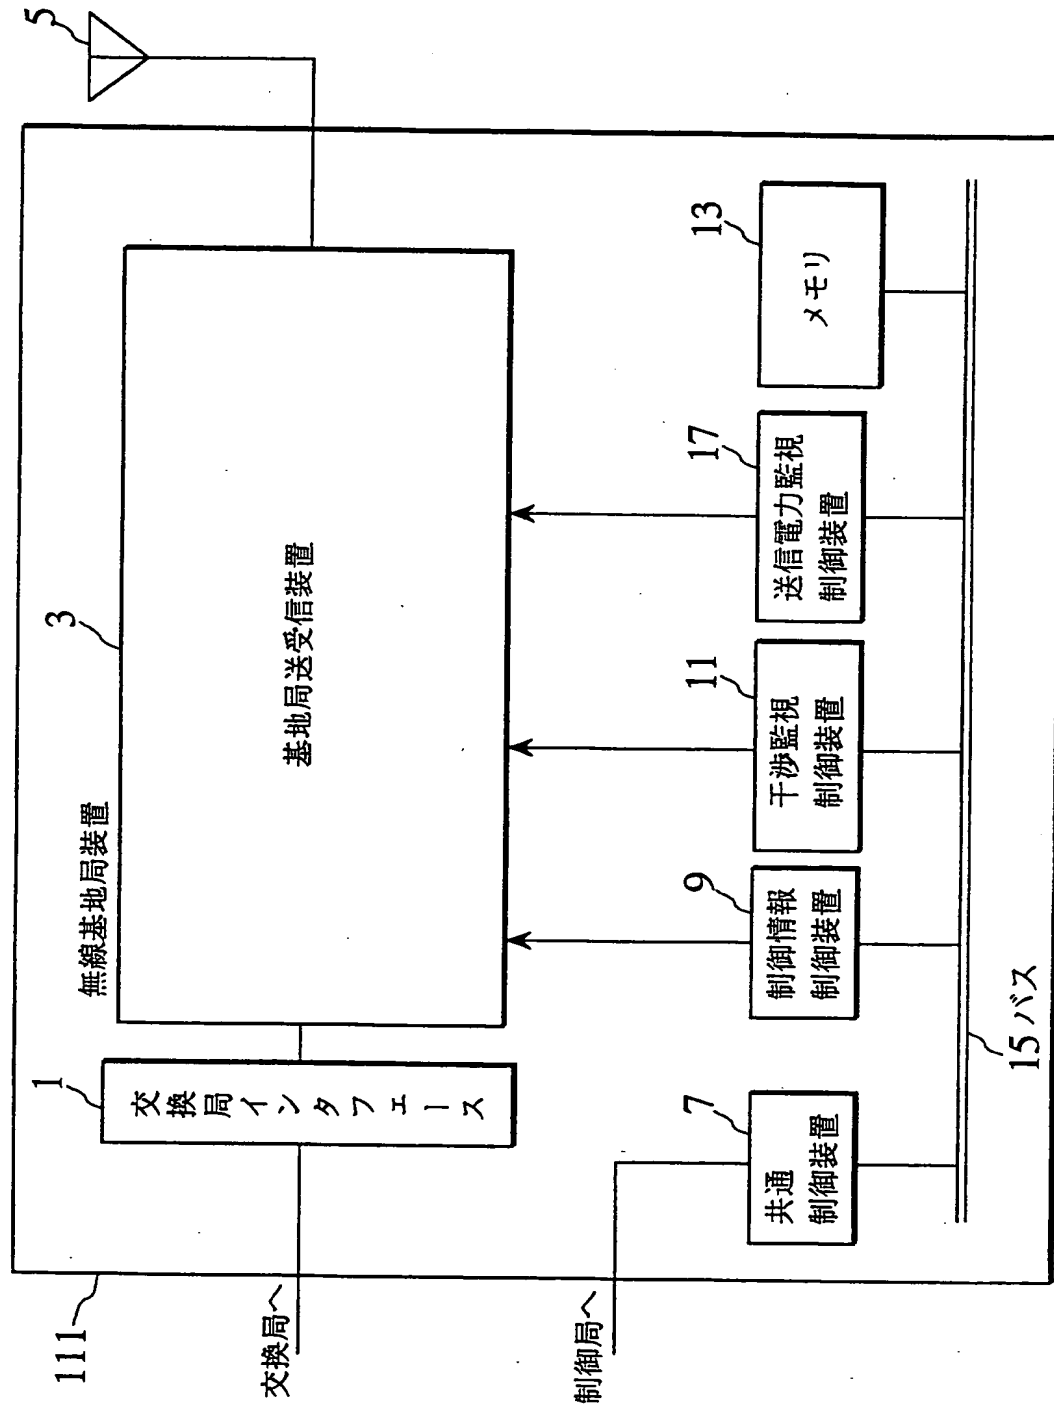 111
無線基地局装置
3
5
1
交換局インタフェース
基地局送受信装置
交換局へ
制御局へ
7
共通
制御装置
9
制御情報
制御装置
11
干渉監視
制御装置
17
送信電力監視
制御装置
13
メモリ
15 バス